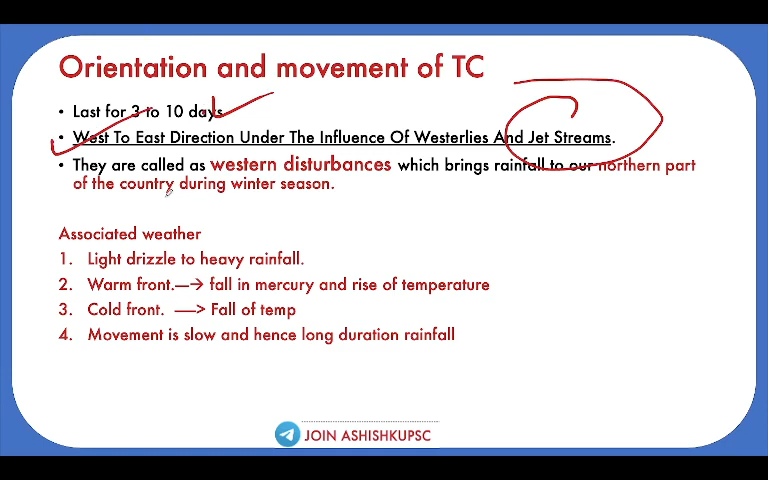 Orientation and movement of TC
• Last for 3 to 10 days
• West To East Direction Under The Influence Of Westerlies And Jet Streams.
• They are called as western disturbances which brings rainfall to our northern part
of the country during winter season.
Associated weather
1. Light drizzle to heavy rainfall.
2. Warm front.—→ fall in mercury and rise of temperature
3. Cold front. —–> Fall of temp
4. Movement is slow and hence long duration rainfall
JOIN ASHISHKUPSC